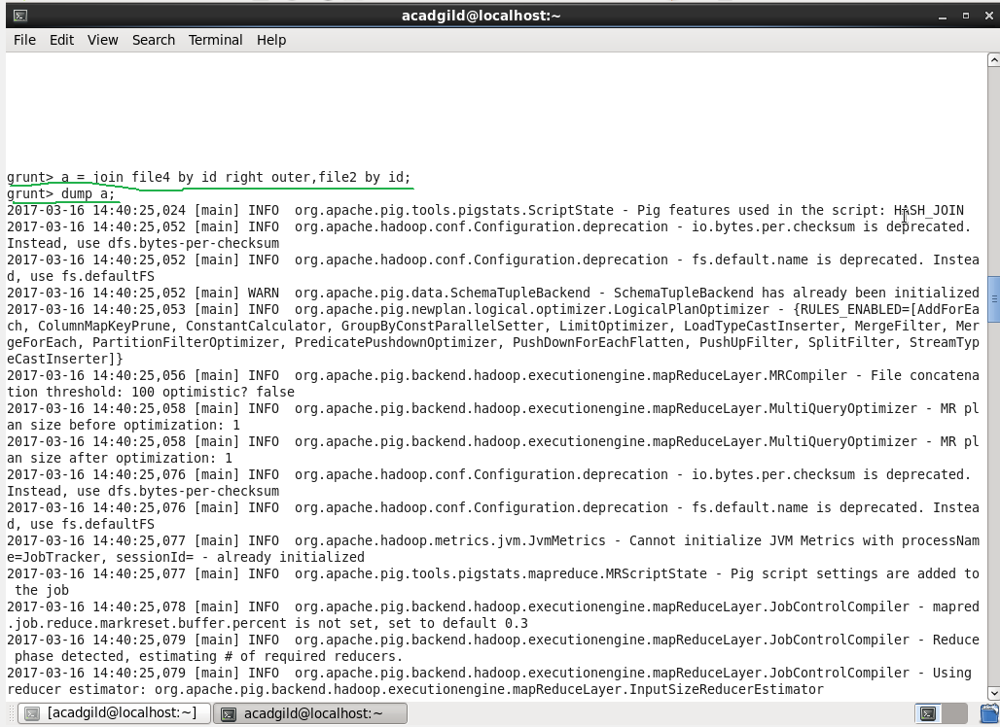 acadgild@localhost:~
File Edit View Search Terminal Help
grunt> a = join file4 by id right outer,file2 by id;
grunt> dump a;
2017-03-16 14:40:25,024 [main] INFO  org.apache.pig.tools.pigstats.ScriptState - Pig features used in the script: HASH_JOIN
2017-03-16 14:40:25,052 [main] INFO  org.apache.hadoop.conf.Configuration.deprecation - io.bytes.per.checksum is deprecated.
Instead, use dfs.bytes-per-checksum
2017-03-16 14:40:25,052 [main] INFO  org.apache.hadoop.conf.Configuration.deprecation - fs.default.name is deprecated. Instea
d, use fs.defaultFS
2017-03-16 14:40:25,052 [main] WARN  org.apache.pig.data.SchemaTupleBackend - SchemaTupleBackend has already been initialized
2017-03-16 14:40:25,053 [main] INFO  org.apache.pig.newplan.logical.optimizer.LogicalPlanOptimizer - {RULES_ENABLED=[AddForEa
ch, ColumnMapKeyPrune, ConstantCalculator, GroupByConstParallelSetter, LimitOptimizer, LoadTypeCastInserter, MergeFilter, Mer
geForEach, PartitionFilterOptimizer, PredicatePushdownOptimizer, PushDownForEachFlatten, PushUpFilter, SplitFilter, StreamTyp
eCastInserter]}
2017-03-16 14:40:25,056 [main] INFO  org.apache.pig.backend.hadoop.executionengine.mapReduceLayer.MRCompiler - File concatena
tion threshold: 100 optimistic? false
2017-03-16 14:40:25,058 [main] INFO  org.apache.pig.backend.hadoop.executionengine.mapReduceLayer.MultiQueryOptimizer - MR pl
an size before optimization: 1
2017-03-16 14:40:25,058 [main] INFO  org.apache.pig.backend.hadoop.executionengine.mapReduceLayer.MultiQueryOptimizer - MR pl
an size after optimization: 1
2017-03-16 14:40:25,076 [main] INFO  org.apache.hadoop.conf.Configuration.deprecation - io.bytes.per.checksum is deprecated.
Instead, use dfs.bytes-per-checksum
2017-03-16 14:40:25,076 [main] INFO  org.apache.hadoop.conf.Configuration.deprecation - fs.default.name is deprecated. Instea
d, use fs.defaultFS
2017-03-16 14:40:25,077 [main] INFO  org.apache.hadoop.metrics.jvm.JvmMetrics - Cannot initialize JVM Metrics with processNam
e=JobTracker, sessionId= - already initialized
2017-03-16 14:40:25,077 [main] INFO  org.apache.pig.tools.pigstats.mapreduce.MRScriptState - Pig script settings are added to
 the job
2017-03-16 14:40:25,078 [main] INFO  org.apache.pig.backend.hadoop.executionengine.mapReduceLayer.JobControlCompiler - mapred
.job.reduce.markreset.buffer.percent is not set, set to default 0.3
2017-03-16 14:40:25,079 [main] INFO  org.apache.pig.backend.hadoop.executionengine.mapReduceLayer.JobControlCompiler - Reduce
 phase detected, estimating # of required reducers.
2017-03-16 14:40:25,079 [main] INFO  org.apache.pig.backend.hadoop.executionengine.mapReduceLayer.JobControlCompiler - Using
reducer estimator: org.apache.pig.backend.hadoop.executionengine.mapReduceLayer.InputSizeReducerEstimator
[acadgild@localhost:~] acadgild@localhost:~